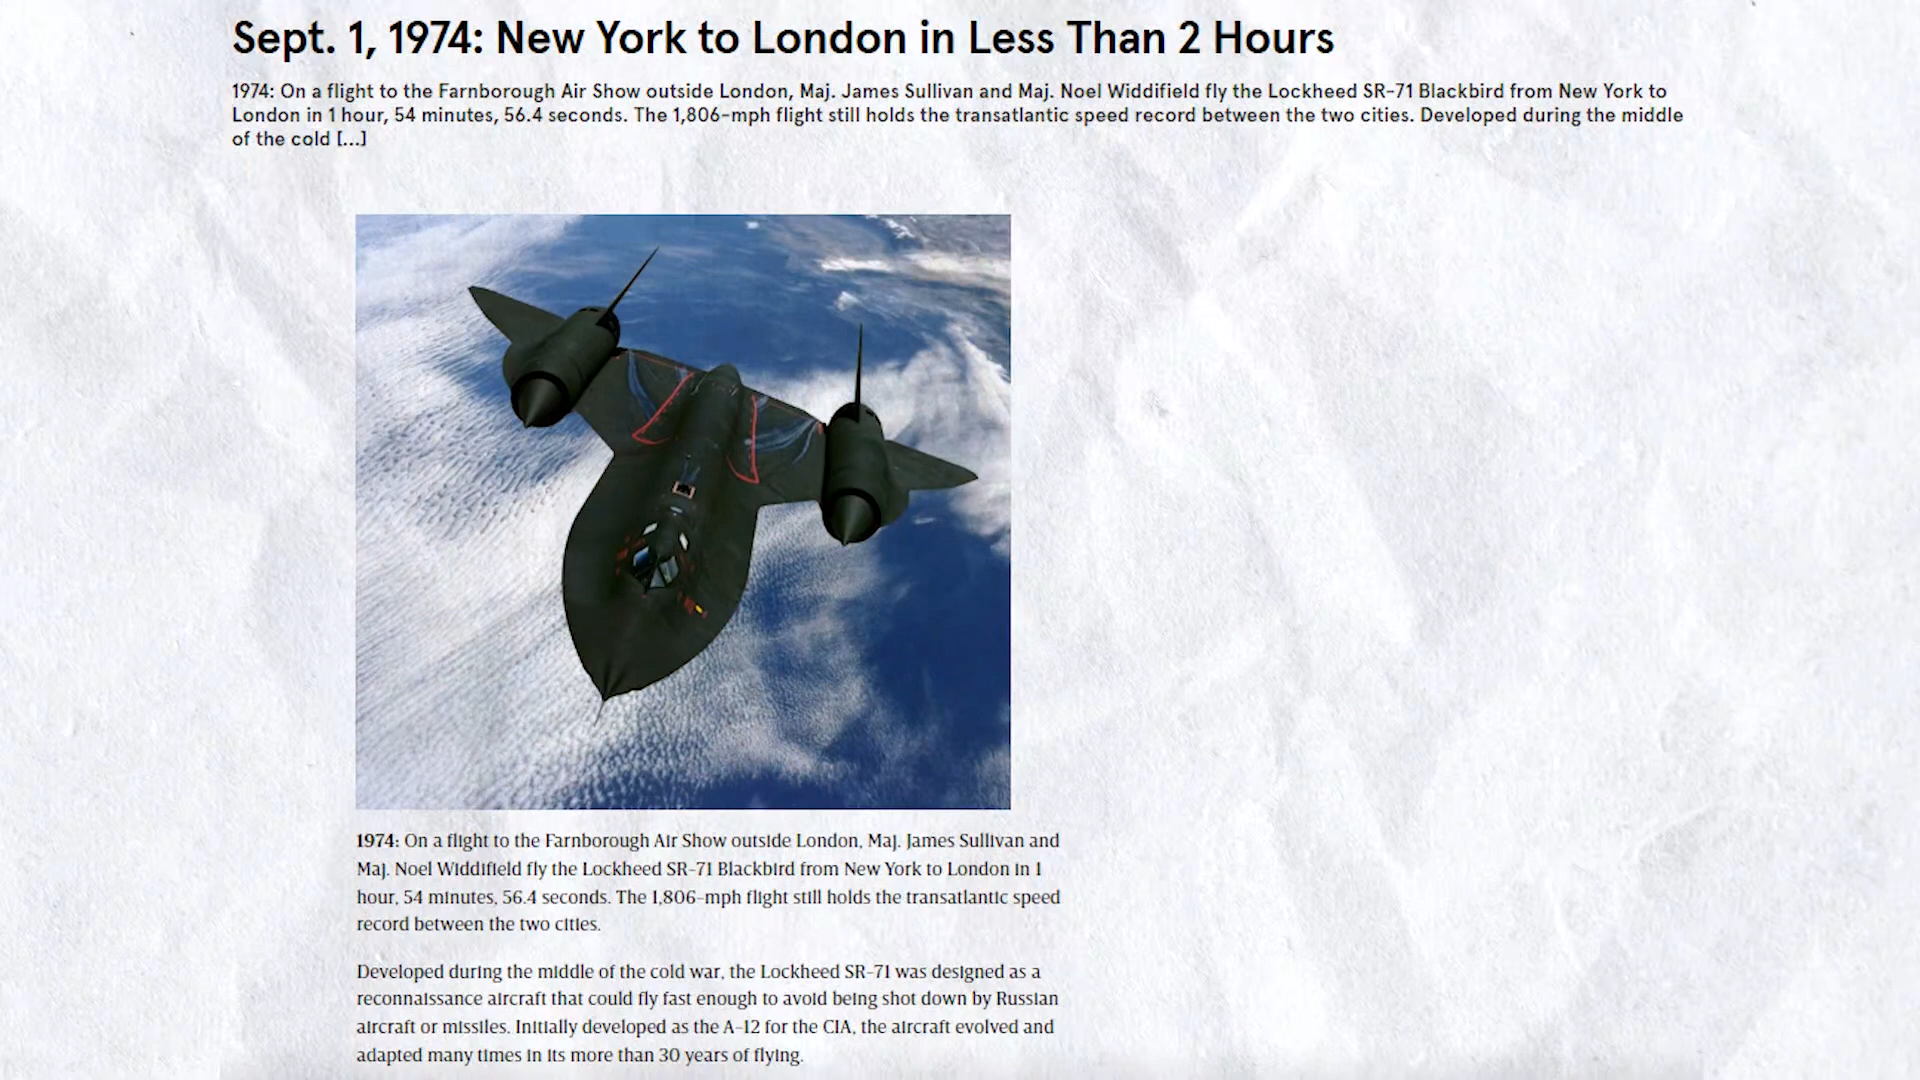 Sept. 1, 1974: New York to London in Less Than 2 Hours
1974: On a flight to the Farnborough Air Show outside London, Maj. James Sullivan and Maj. Noel Widdifield fly the Lockheed SR-71 Blackbird from New York to
London in 1 hour, 54 minutes, 56.4 seconds. The 1,806-mph flight still holds the transatlantic speed record between the two cities. Developed during the middle
of the cold [...]
1974: On a flight to the Farnborough Air Show outside London, Maj. James Sullivan and
Maj. Noel Widdifield fly the Lockheed SR-71 Blackbird from New York to London in 1
hour, 54 minutes, 56.4 seconds. The 1,806-mph flight still holds the transatlantic speed
record between the two cities.
Developed during the middle of the cold war, the Lockheed SR-71 was designed as a
reconnaissance aircraft that could fly fast enough to avoid being shot down by Russian
aircraft or missiles. Initially developed as the A-12 for the CIA, the aircraft evolved and
adapted many times in its more than 30 years of flying.